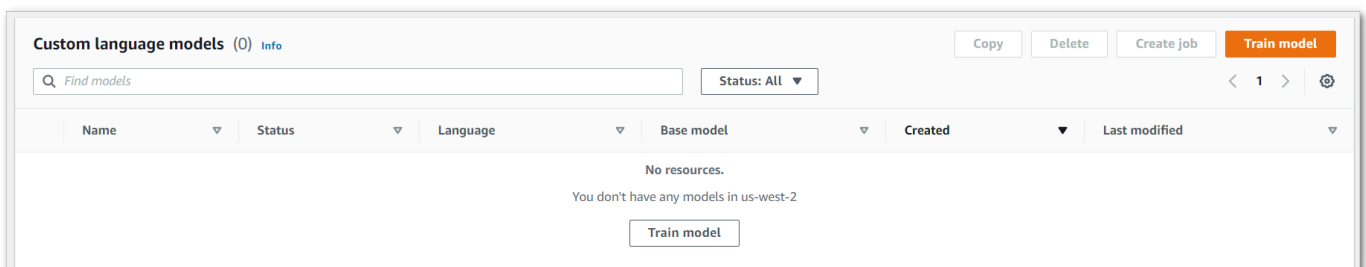 Custom language models (0) Info
Copy Delete Create job Train model
Find models
Status: All
1
Name Status Language Base model Created Last modified
No resources.
You don't have any models in us-west-2
Train model